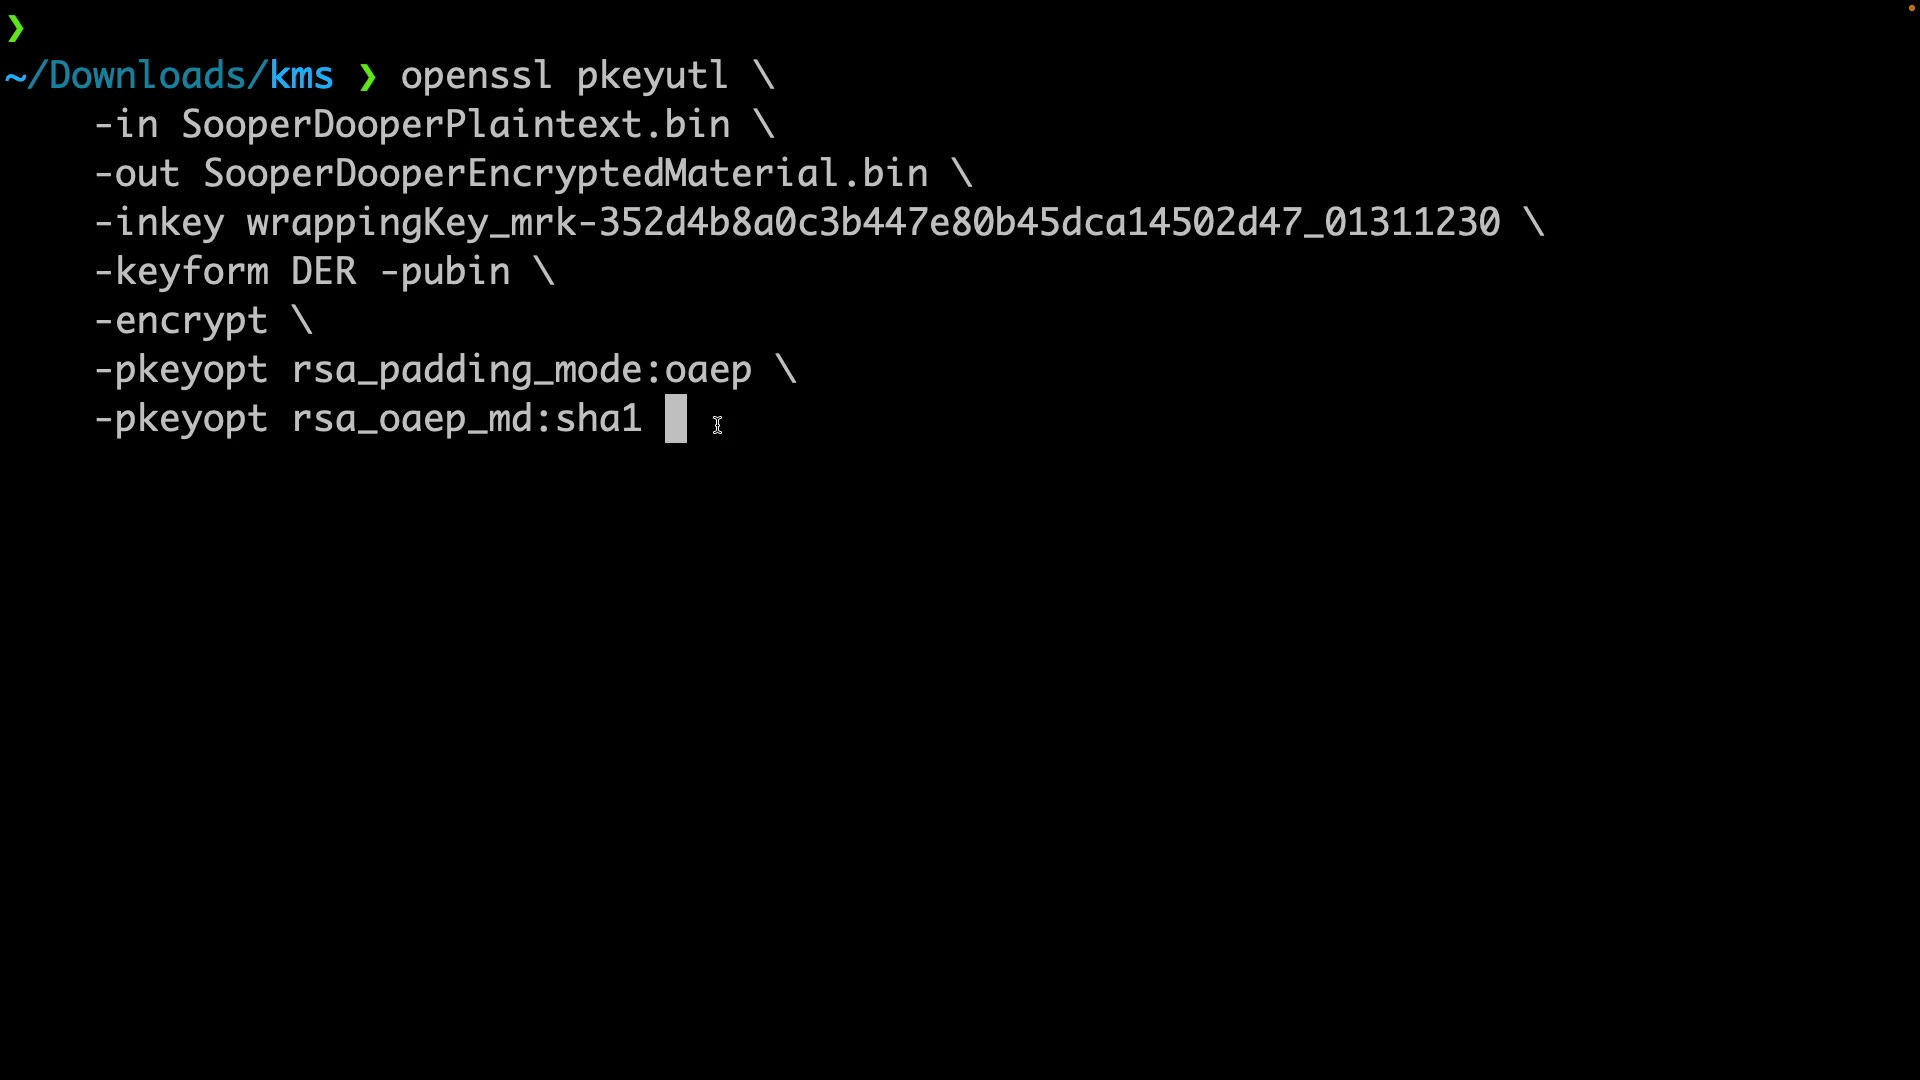 ❯
~/Downloads/kms ❯ openssl pkeyutl \
-in SooperDooperPlaintext.bin \
-out SooperDooperEncryptedMaterial.bin \
-inkey wrappingKey_mrk-352d4b8a0c3b447e80b45dca14502d47_01311230 \
-keyform DER -pubin \
-encrypt \
-pkeyopt rsa_padding_mode:oaep \
-pkeyopt rsa_oaep_md:sha1